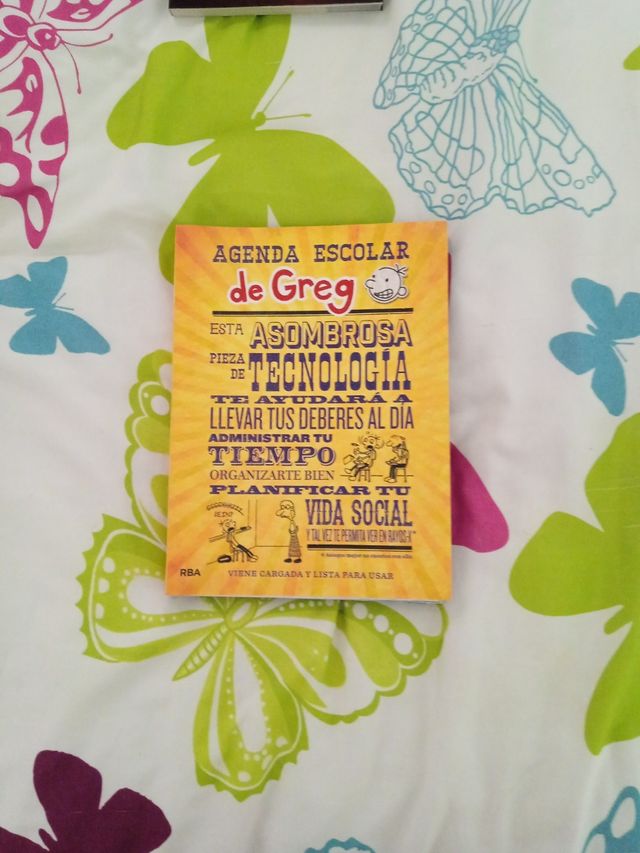 AGENDA ESCOLAR
de Greg
ESTA ASOMBROSA
PIEZA DE TECNOLOGÍA
TE AYUDARÁ A
LLEVAR TUS DEBERES AL DÍA
ADMINISTRAR TU
TIEMPO
ORGANIZARTE BIEN
PLANIFICAR TU
VIDA SOCIAL
Y TAL VEZ TE PERMITA VER EN RAYOS-X
RBA
VIENE CARGADA Y LISTA PARA USAR